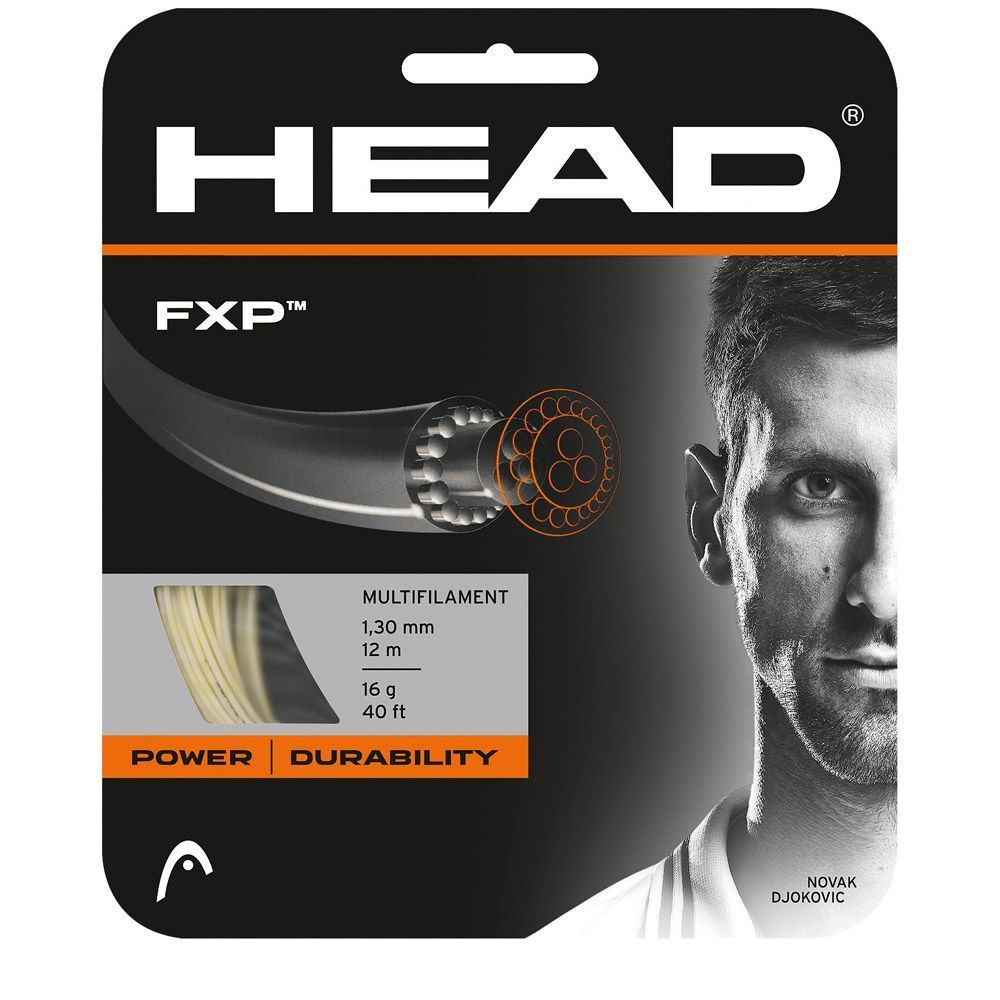 HEAD®
FXP™
MULTIFILAMENT
1,30 mm
12 m
16 g
40 ft
POWER | DURABILITY
NOVAK
DJOKOVIC